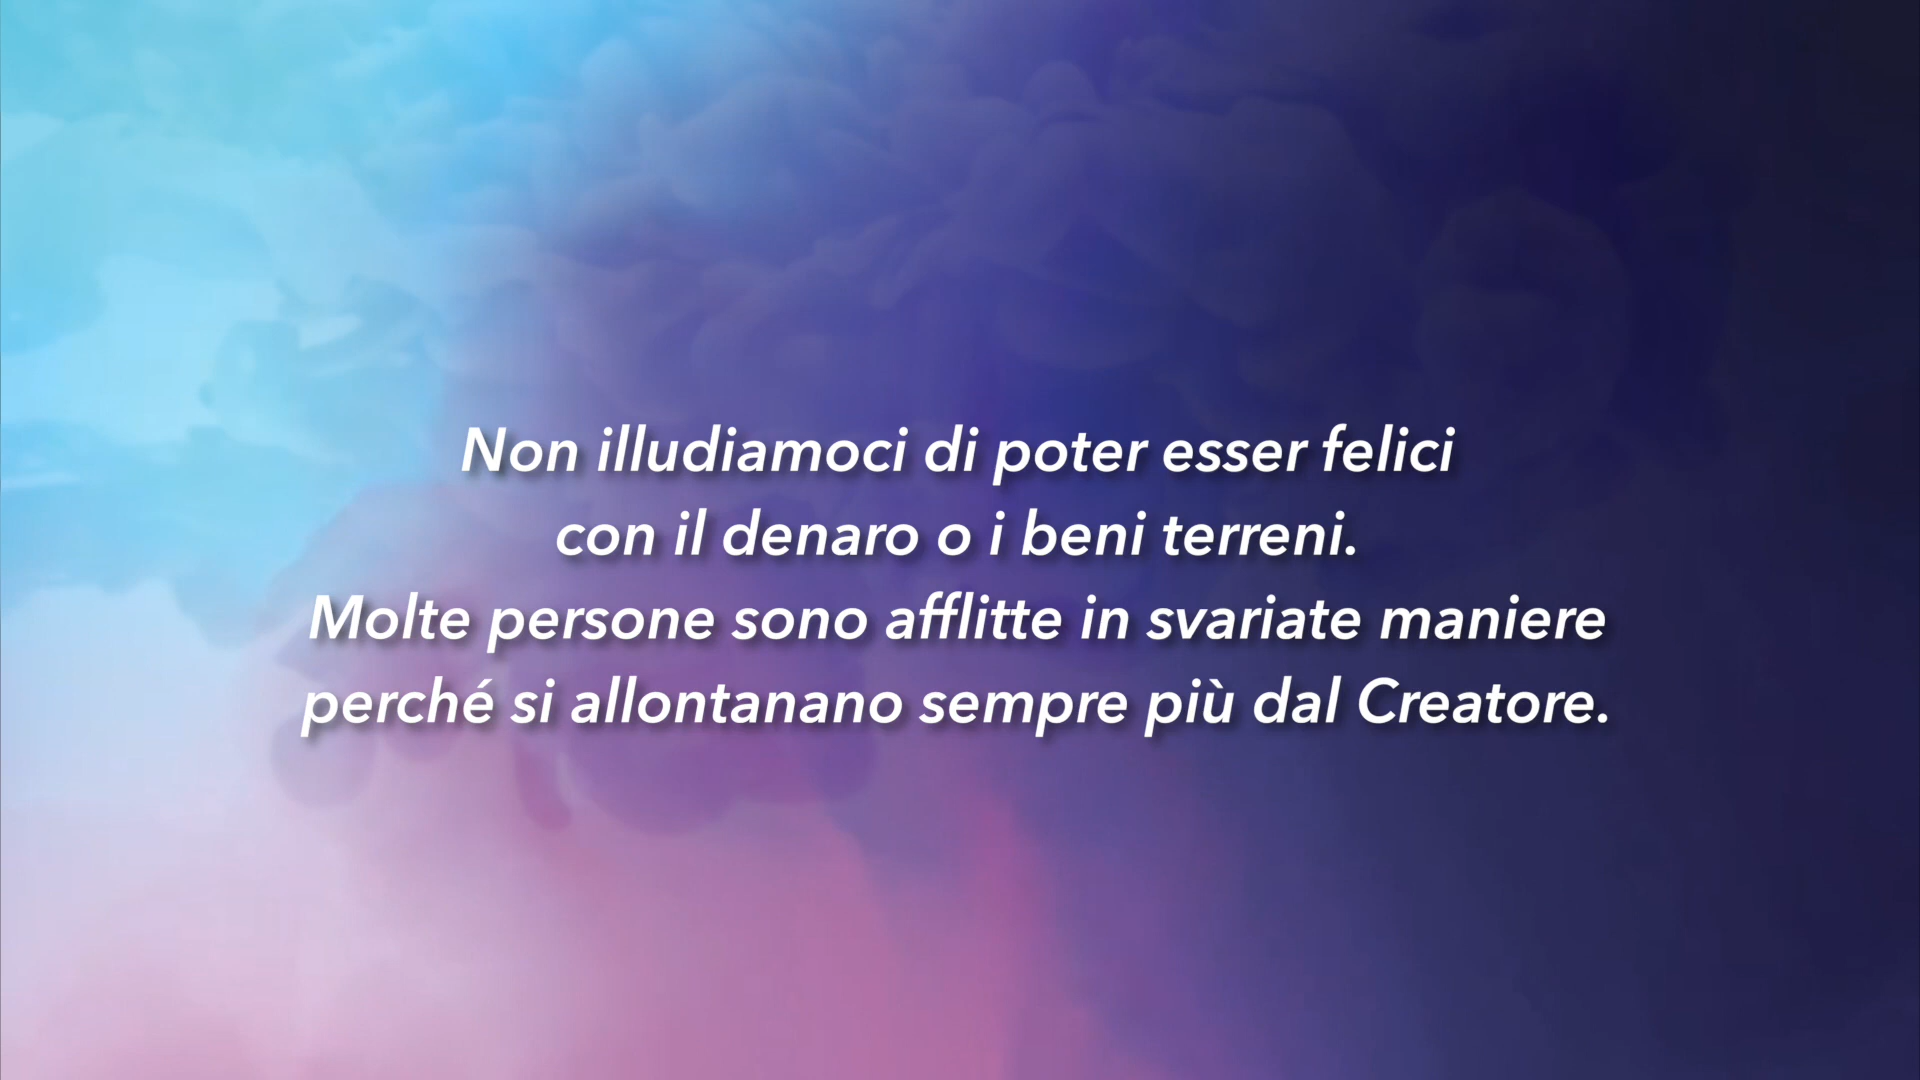 Non illudiamoci di poter esser felici
con il denaro o i beni terreni.
Molte persone sono afflitte in svariate maniere
perché si allontanano sempre più dal Creatore.